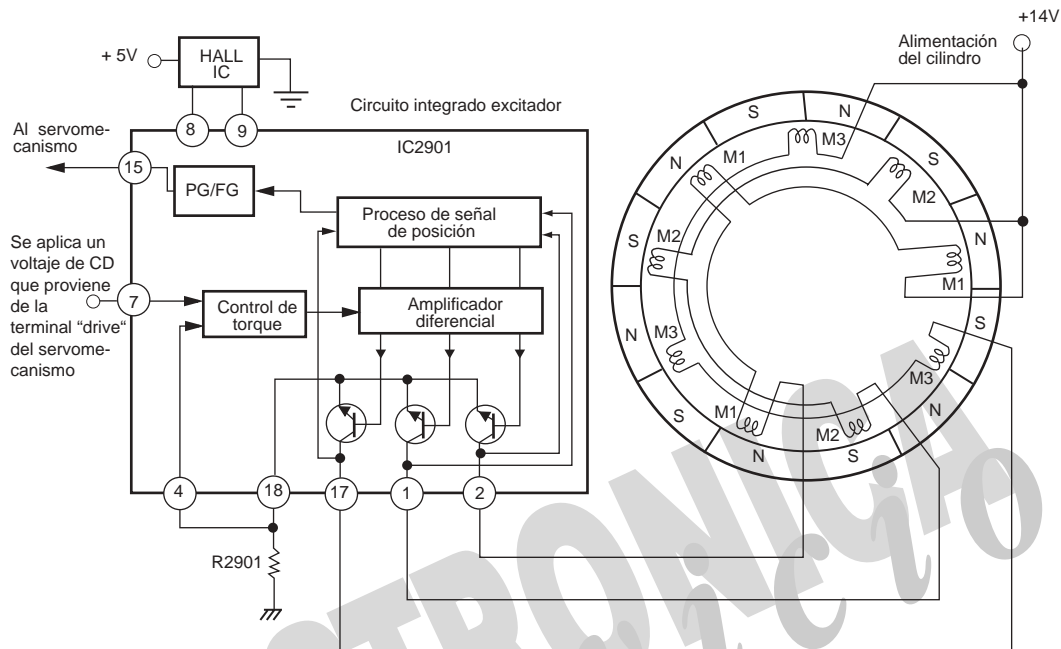 +14V
Alimentación
del cilindro
+ 5V
HALL
IC
Circuito integrado excitador
8
9
IC2901
Al servome-
canismo
15
PG/FG
Proceso de señal
de posición
Se aplica un
voltaje de CD
que proviene
de la
terminal “drive“
del servome-
canismo
7
Control de
torque
Amplificador
diferencial
4
18
17
1
2
R2901
S
N
N
S
S
N
N
S
S
N
N
S
M3
M1
M2
M2
M1
M3
M3
M1
M2